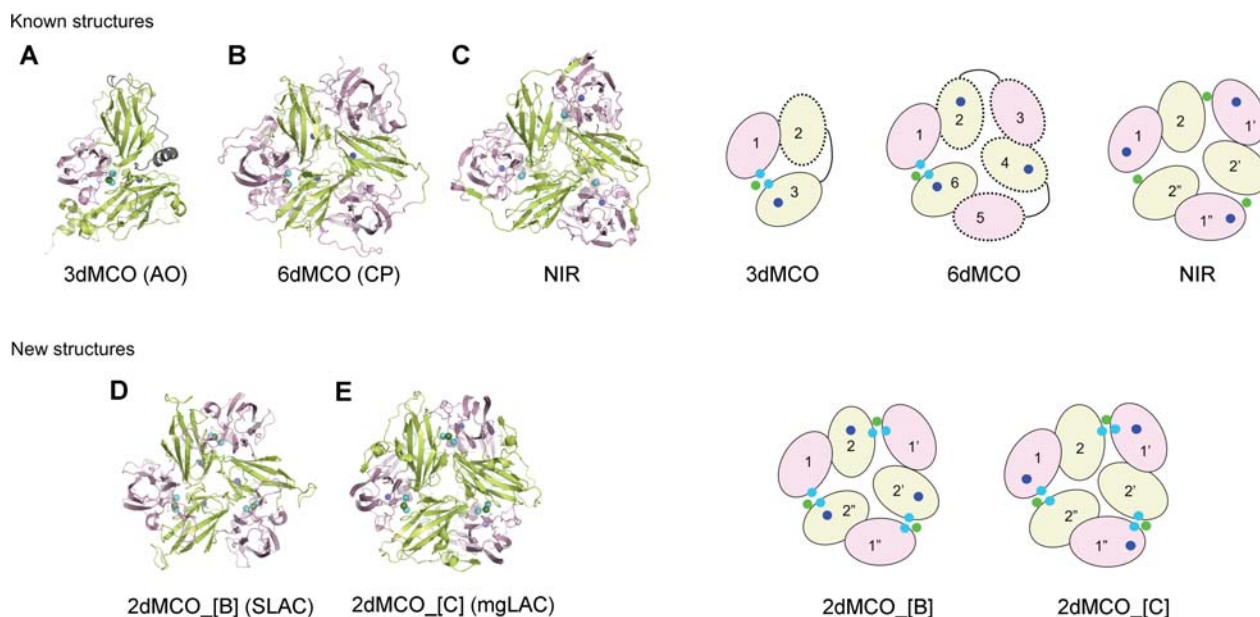 Known structures
A B C
1 2 3
1 2 3 4 5 6
1 2 1' 2' 2" 1"
3dMCO (AO) 6dMCO (CP) NIR 3dMCO 6dMCO NIR
New structures
D E
1 2 1' 2' 2" 1"
1 2 1' 2' 2" 1"
2dMCO_[B] (SLAC) 2dMCO_[C] (mgLAC) 2dMCO_[B] 2dMCO_[C]